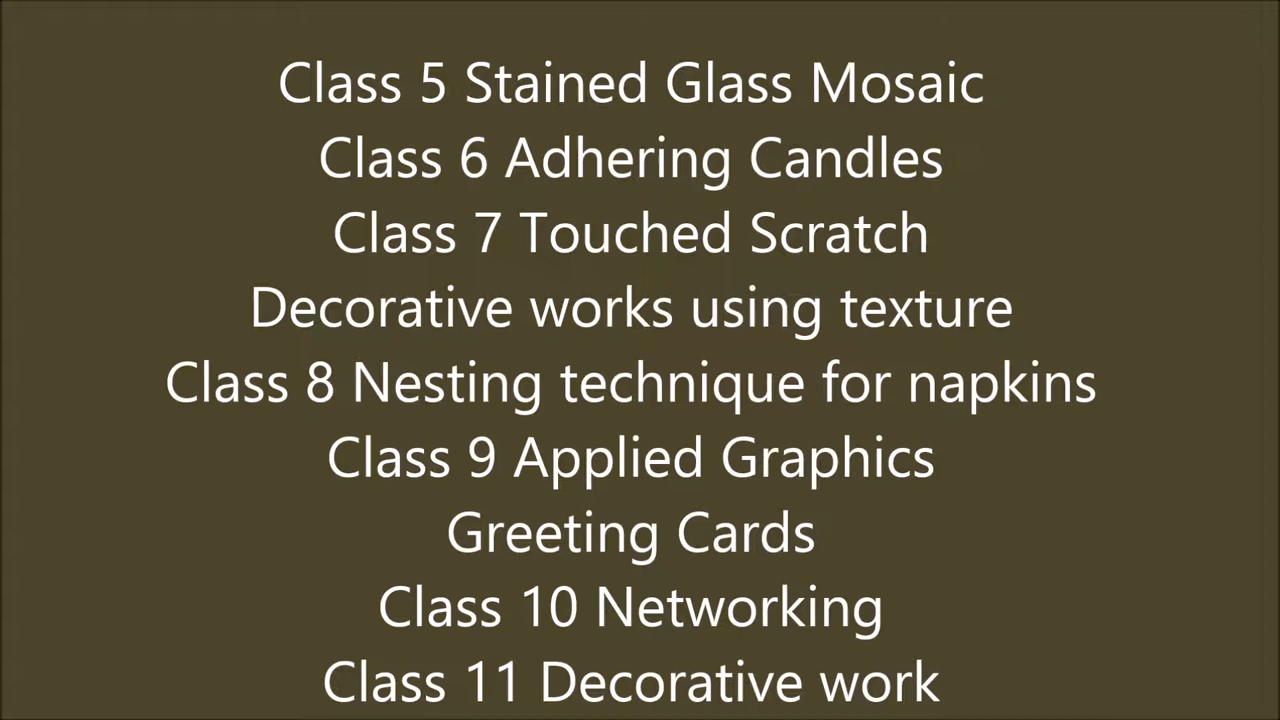 Class 5 Stained Glass Mosaic
Class 6 Adhering Candles
Class 7 Touched Scratch
Decorative works using texture
Class 8 Nesting technique for napkins
Class 9 Applied Graphics
Greeting Cards
Class 10 Networking
Class 11 Decorative work